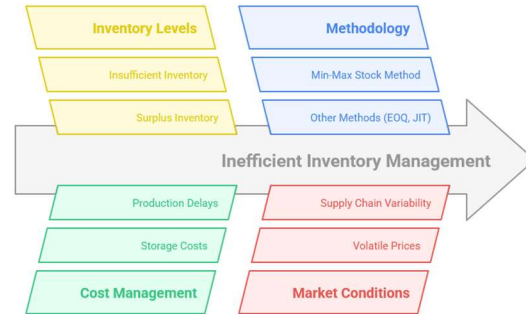 Inventory Levels
Methodology
Insufficient Inventory
Min-Max Stock Method
Surplus Inventory
Other Methods (EOQ, JIT)
Inefficient Inventory Management
Production Delays
Supply Chain Variability
Storage Costs
Volatile Prices
Cost Management
Market Conditions